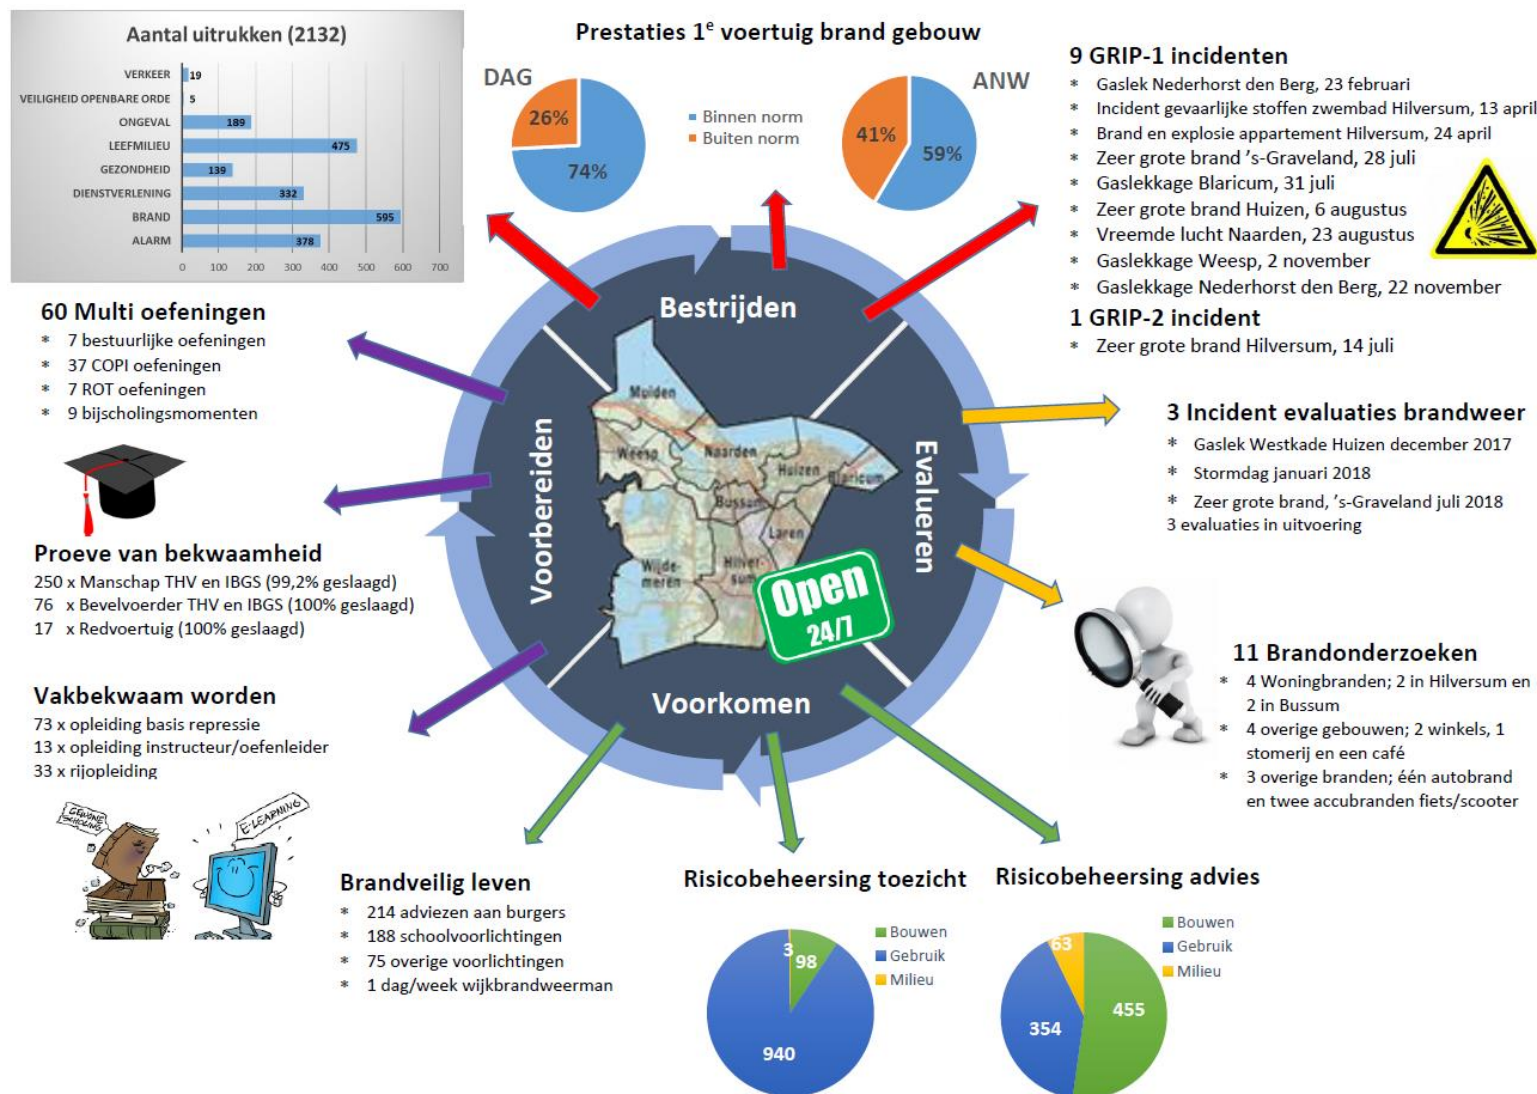 Aantal uitrukken (2132)
VERKEER 19
VEILIGHEID OPENBARE ORDE 5
ONGEVAL 189
LEEFMILIEU 475
GEZONDHEID 139
DIENSTVERLENING 332
BRAND 595
ALARM 378
0 100 200 300 400 500 600 700
Prestaties 1e voertuig brand gebouw
DAG
26%
74%
Binnen norm
Buiten norm
ANW
41%
59%
9 GRIP-1 incidenten
* Gaslek Nederhorst den Berg, 23 februari
* Incident gevaarlijke stoffen zwembad Hilversum, 13 april
* Brand en explosie appartement Hilversum, 24 april
* Zeer grote brand ’s-Graveland, 28 juli
* Gaslekkage Blaricum, 31 juli
* Zeer grote brand Huizen, 6 augustus
* Vreemde lucht Naarden, 23 augustus
* Gaslekkage Weesp, 2 november
* Gaslekkage Nederhorst den Berg, 22 november
1 GRIP-2 incident
* Zeer grote brand Hilversum, 14 juli
60 Multi oefeningen
* 7 bestuurlijke oefeningen
* 37 COPI oefeningen
* 7 ROT oefeningen
* 9 bijscholingsmomenten
Bestrijden
Evalueren
Voorkomen
Voorbereiden
Muiden
Weesp
Naarden
Huizen
Blaricum
Bussum
Laren
Wijde-
meren
Hilver-
sum
Open
24/7
3 Incident evaluaties brandweer
* Gaslek Westkade Huizen december 2017
* Stormdag januari 2018
* Zeer grote brand, ’s-Graveland juli 2018
3 evaluaties in uitvoering
Proeve van bekwaamheid
250 x Manschap THV en IBGS (99,2% geslaagd)
76 x Bevelvoerder THV en IBGS (100% geslaagd)
17 x Redvoertuig (100% geslaagd)
11 Brandonderzoeken
* 4 Woningbranden; 2 in Hilversum en
2 in Bussum
* 4 overige gebouwen; 2 winkels, 1
stomerij en een café
* 3 overige branden; één autobrand
en twee accubranden fiets/scooter
Vakbekwaam worden
73 x opleiding basis repressie
13 x opleiding instructeur/oefenleider
33 x rijopleiding
GEWONE
SCHOLING
E-LEARNING
Brandveilig leven
* 214 adviezen aan burgers
* 188 schoolvoorlichtingen
* 75 overige voorlichtingen
* 1 dag/week wijkbrandweerman
Risicobeheersing toezicht
3
98
940
Bouwen
Gebruik
Milieu
Risicobeheersing advies
63
455
354
Bouwen
Gebruik
Milieu